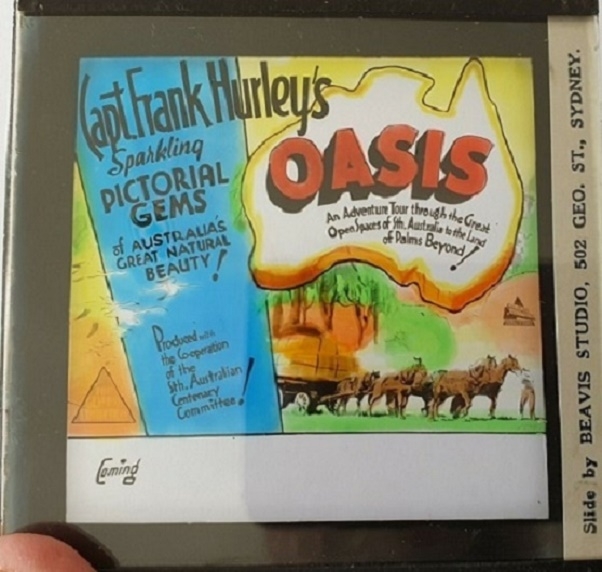 Capt. Frank Hurley's
Sparkling
PICTORIAL
GEMS
of AUSTRALIA'S
GREAT NATURAL
BEAUTY!
Produced with
the Co-operation
of the
Sth. Australian
Centenary
Committee!
OASIS
An Adventure Tour through the Great
Open Spaces of Sth. Australia to the Land
of Palms Beyond!
Coming
Slide by BEAVIS STUDIO, 502 GEO. ST., SYDNEY.